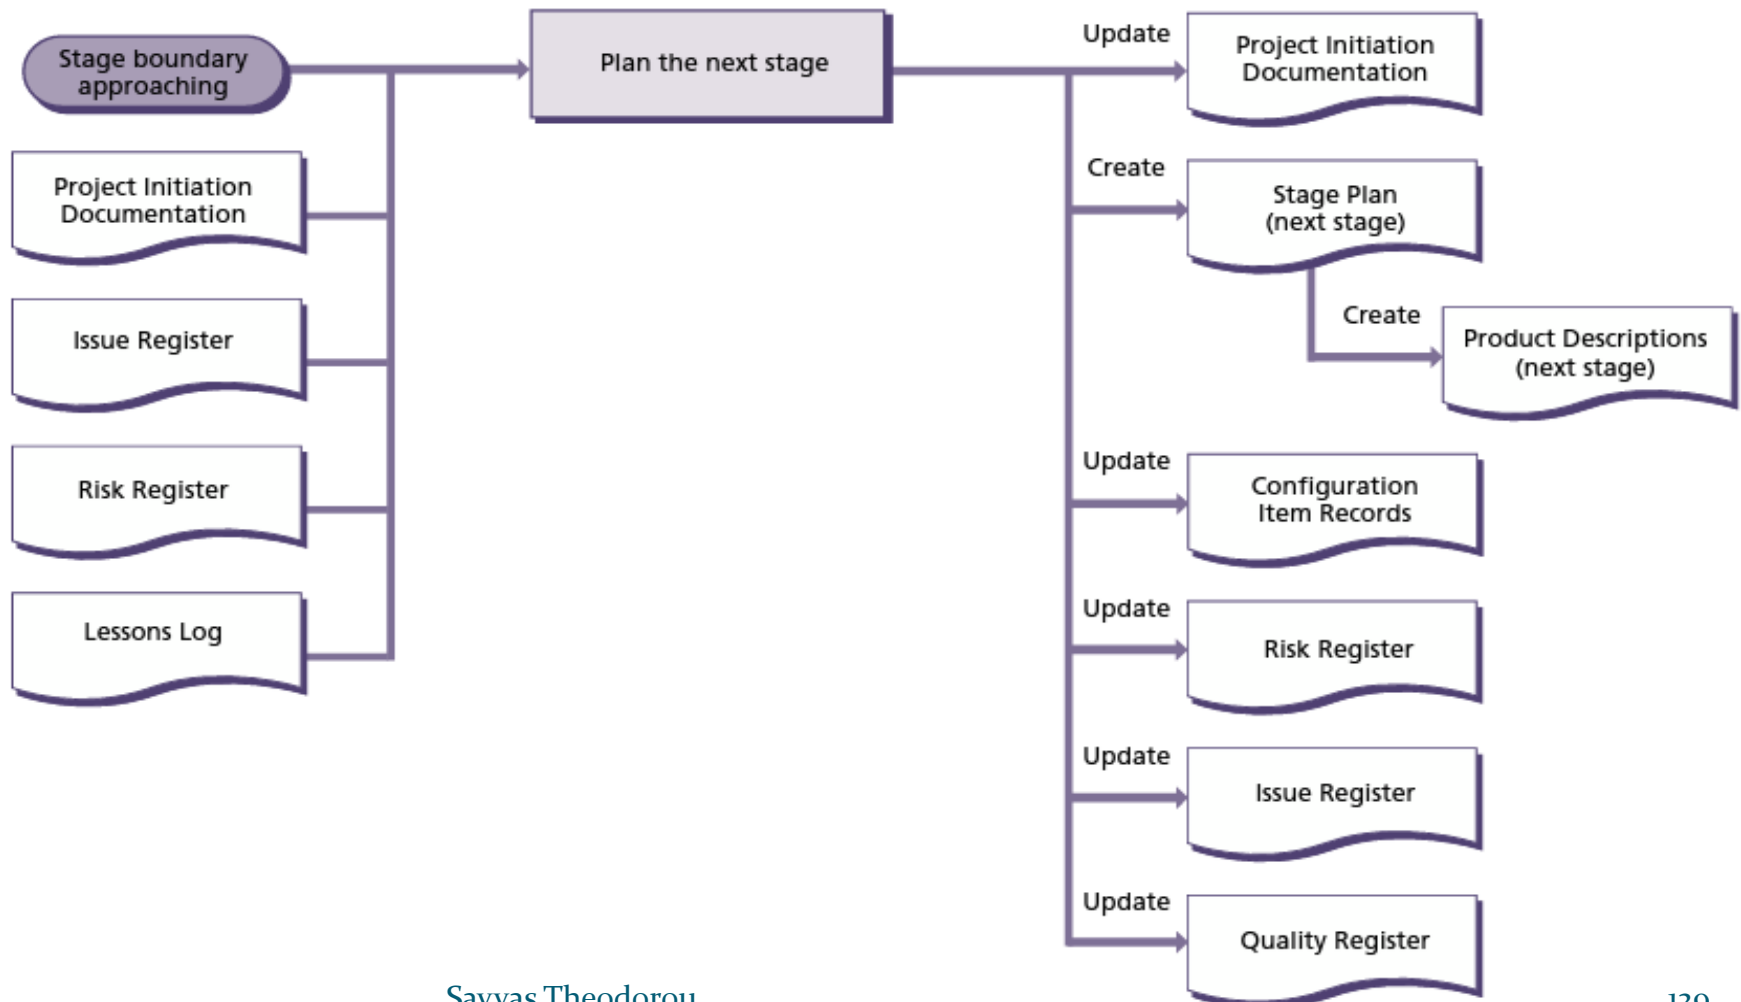 Stage boundary
approaching
Plan the next stage
Update
Project Initiation
Documentation
Project Initiation
Documentation
Create
Stage Plan
(next stage)
Issue Register
Create
Product Descriptions
(next stage)
Risk Register
Update
Configuration
Item Records
Lessons Log
Update
Risk Register
Update
Issue Register
Update
Quality Register
Savvas Theodorou